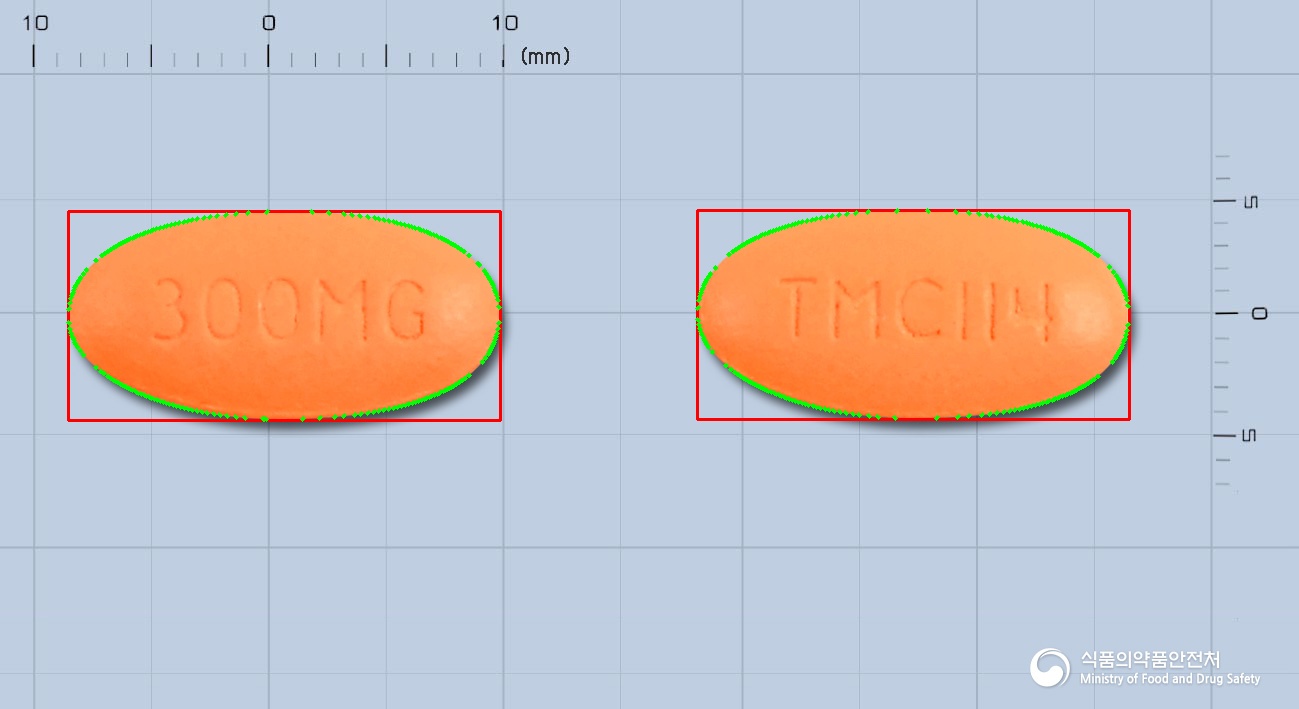 10 0 10
(mm)
5
300MG TMC114
0
5
식품의약품안전처
Ministry of Food and Drug Safety